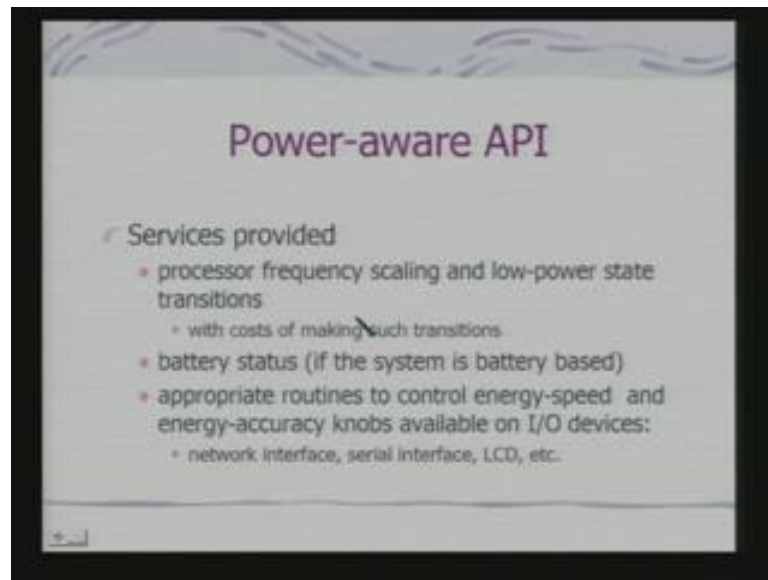 Power-aware API
Services provided
processor frequency scaling and low-power state
transitions
with costs of making such transitions
battery status (if the system is battery based)
appropriate routines to control energy-speed and
energy-accuracy knobs available on I/O devices:
network interface, serial interface, LCD, etc.